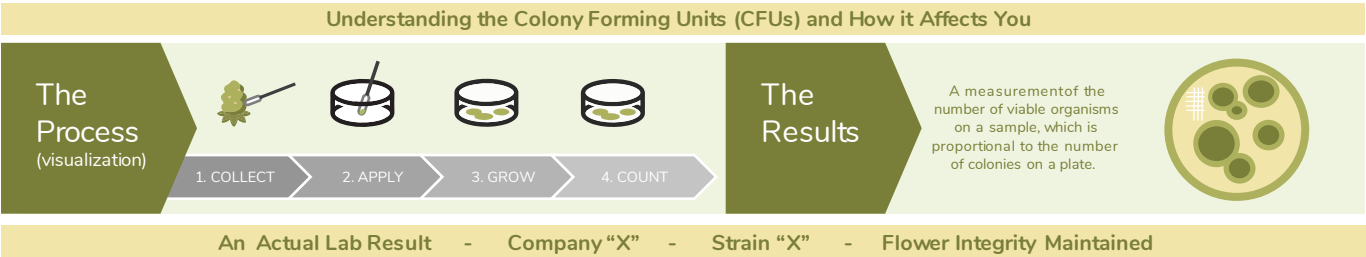 Understanding the Colony Forming Units (CFUs) and How it Affects You
The
Process
(visualization)
1. COLLECT
2. APPLY
3. GROW
4. COUNT
The
Results
A measurement of the
number of viable organisms
on a sample, which is
proportional to the number
of colonies on a plate.
An Actual Lab Result - Company “X” - Strain “X” - Flower Integrity Maintained